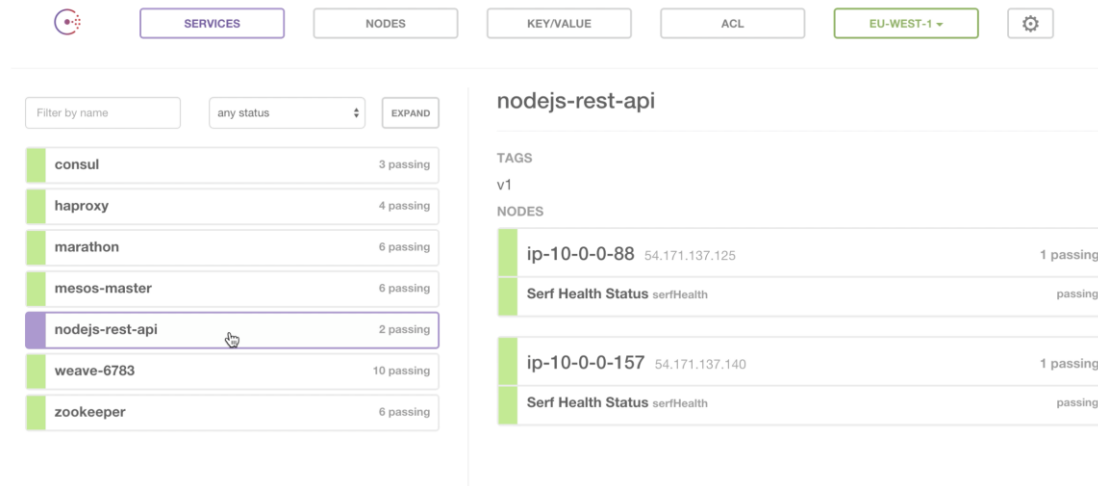 SERVICES NODES KEY/VALUE ACL EU-WEST-1
Filter by name any status EXPAND
consul 3 passing
haproxy 4 passing
marathon 6 passing
mesos-master 6 passing
nodejs-rest-api 2 passing
weave-6783 10 passing
zookeeper 6 passing
nodejs-rest-api
TAGS
v1
NODES
ip-10-0-0-88 54.171.137.125 1 passing
Serf Health Status serfHealth passing
ip-10-0-0-157 54.171.137.140 1 passing
Serf Health Status serfHealth passing